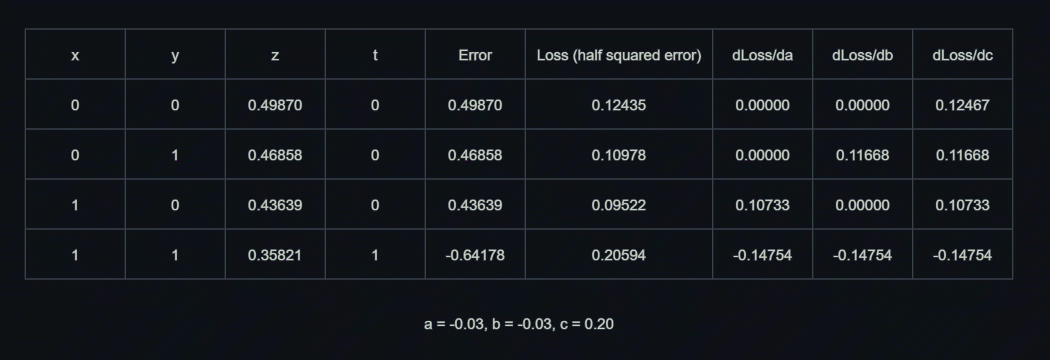 x y z t Error Loss (half squared error) dLoss/da dLoss/db dLoss/dc
0 0 0.49870 0 0.49870 0.12435 0.00000 0.00000 0.12467
0 1 0.46858 0 0.46858 0.10978 0.00000 0.11668 0.11668
1 0 0.43639 0 0.43639 0.09522 0.10733 0.00000 0.10733
1 1 0.35821 1 -0.64178 0.20594 -0.14754 -0.14754 -0.14754
a = -0.03, b = -0.03, c = 0.20